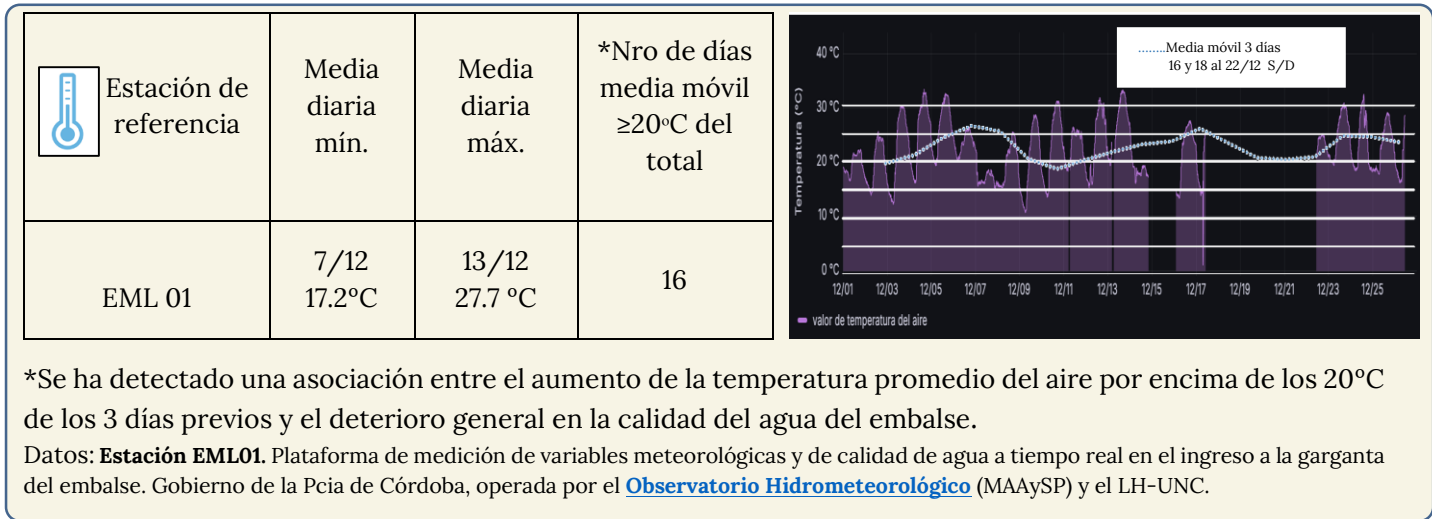 Estación de
referencia
Media
diaria
mín.
Media
diaria
máx.
*Nro de días
media móvil
≥20ºC del
total
EML 01
7/12
17.2ºC
13/12
27.7 ºC
16
........Media móvil 3 días
16 y 18 al 22/12 S/D
Temperatura (°C)
40 °C
30 °C
20 °C
10 °C
0 °C
12/01 12/03 12/05 12/07 12/09 12/11 12/13 12/15 12/17 12/19 12/21 12/23 12/25
valor de temperatura del aire
*Se ha detectado una asociación entre el aumento de la temperatura promedio del aire por encima de los 20ºC
de los 3 días previos y el deterioro general en la calidad del agua del embalse.
Datos: Estación EML01. Plataforma de medición de variables meteorológicas y de calidad de agua a tiempo real en el ingreso a la garganta
del embalse. Gobierno de la Pcia de Córdoba, operada por el Observatorio Hidrometeorológico (MAAySP) y el LH-UNC.